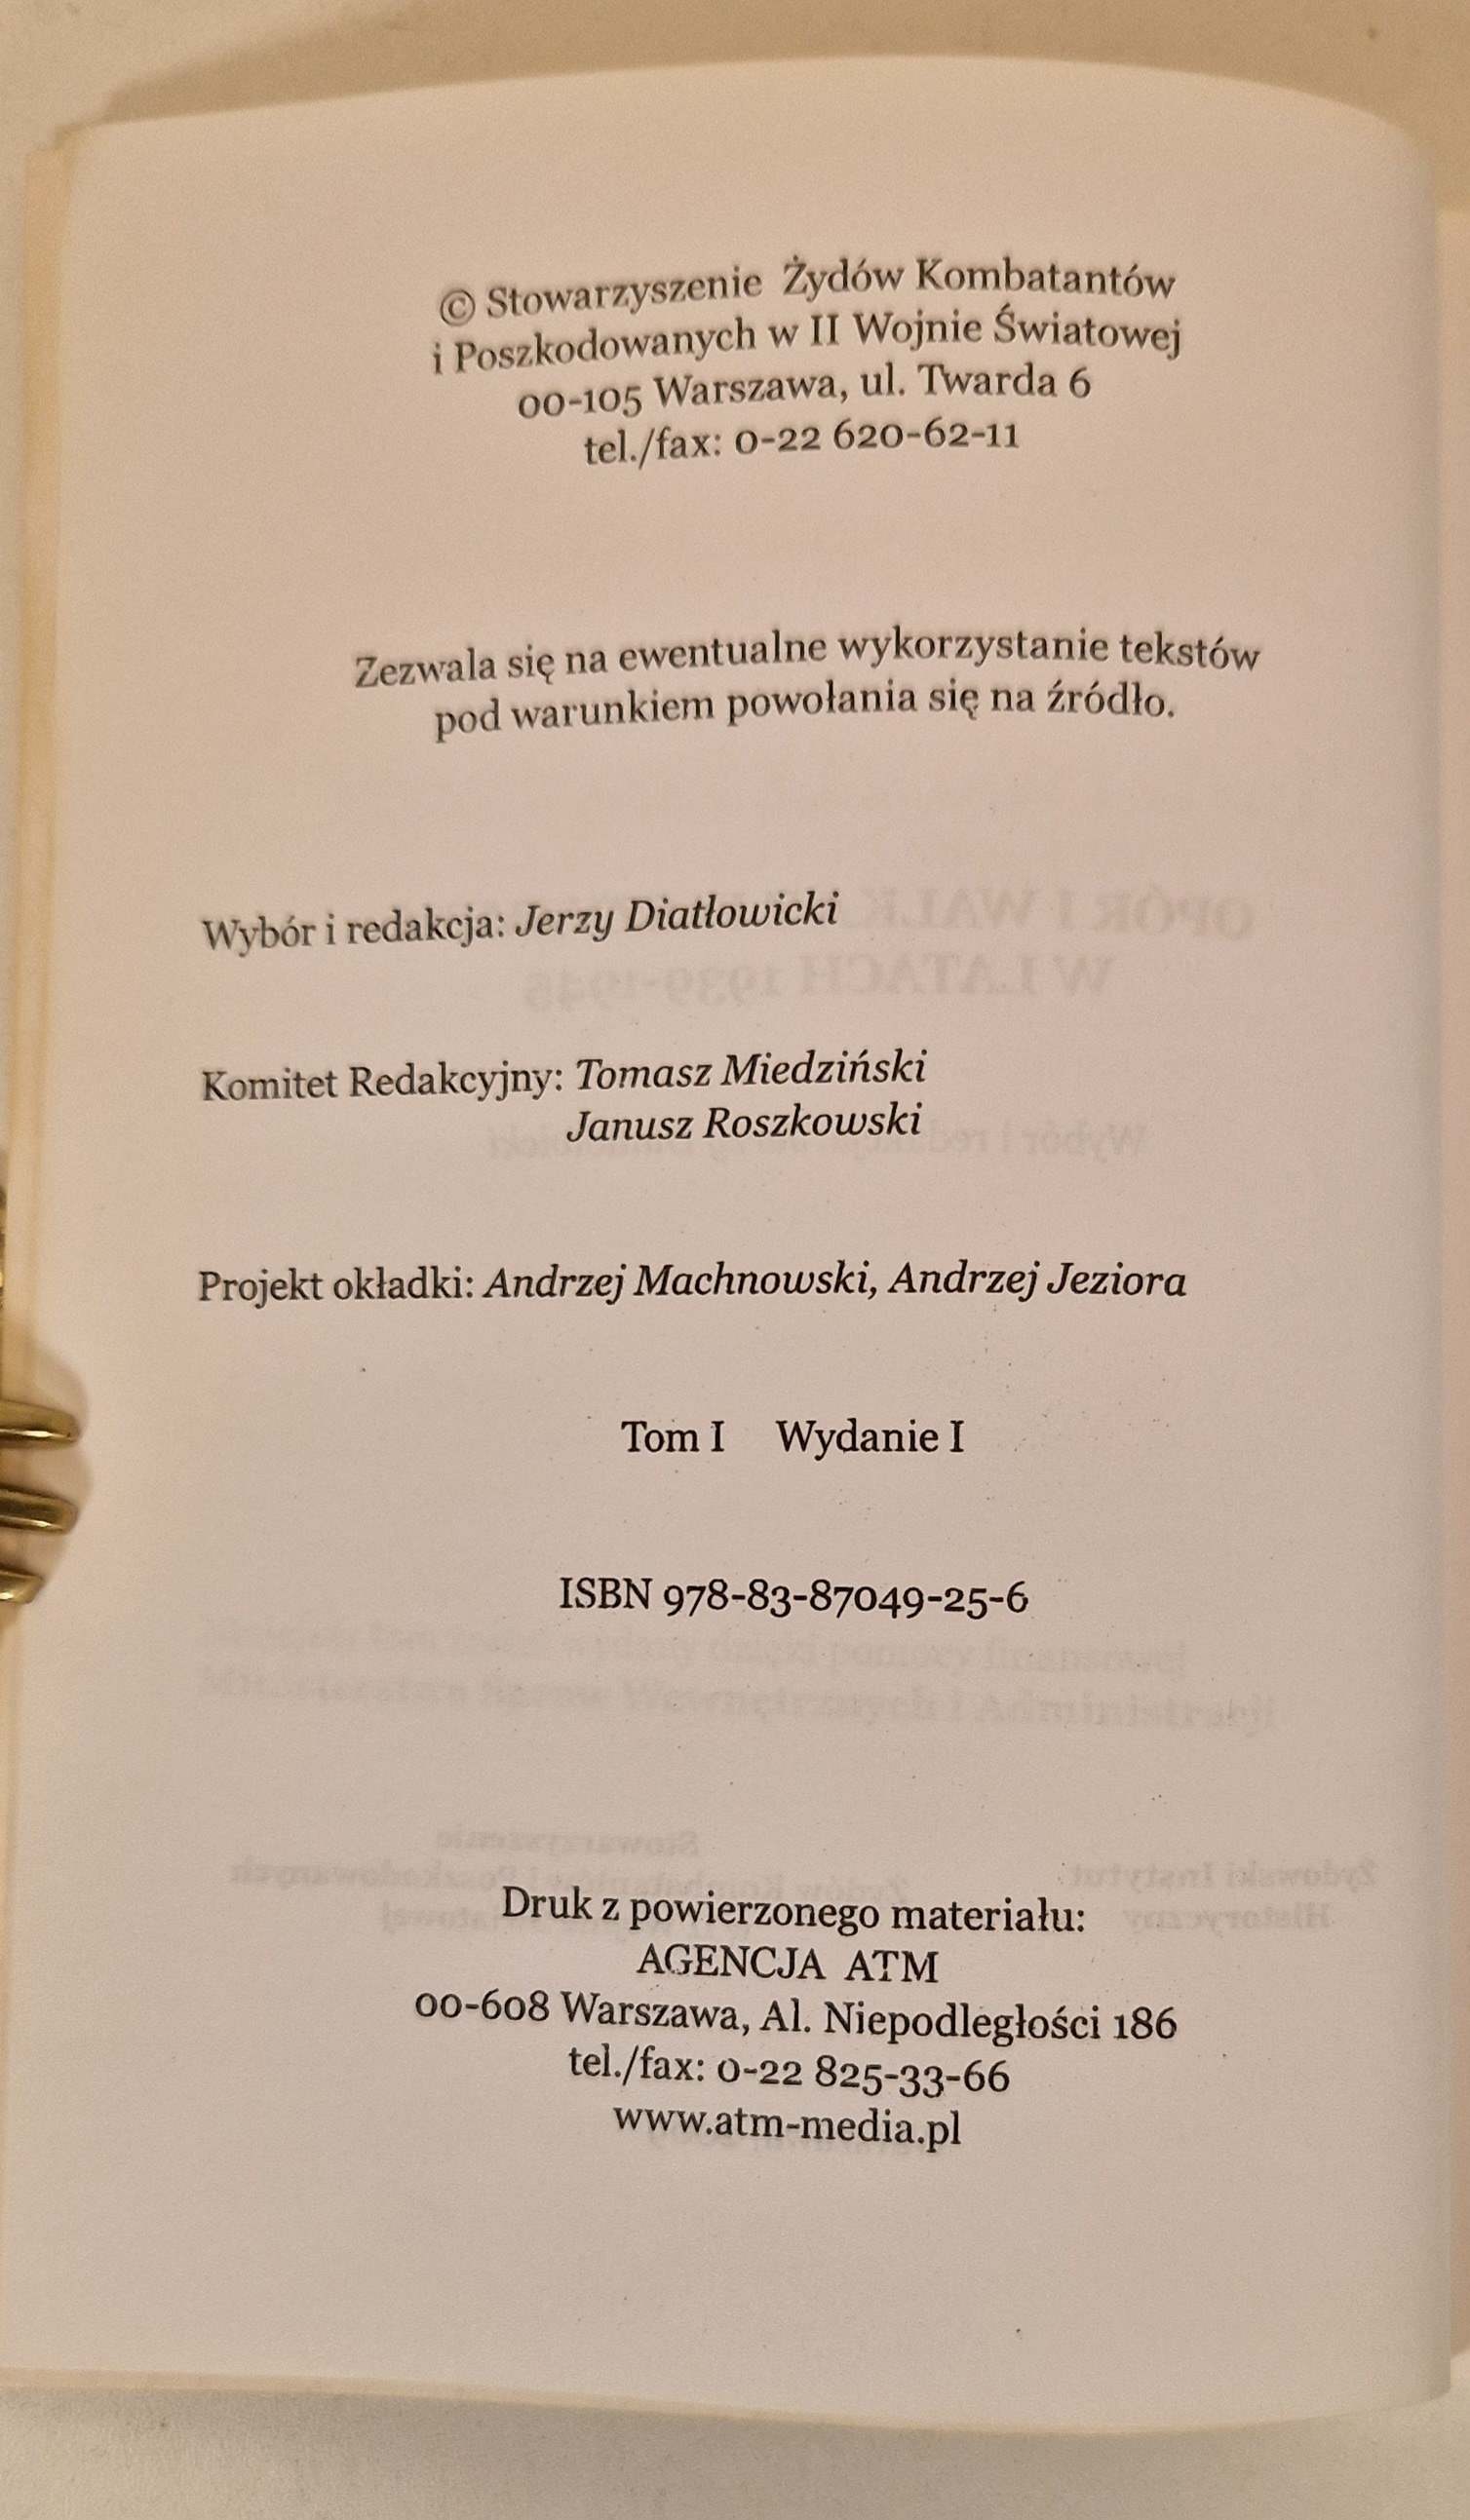 © Stowarzyszenie Żydów Kombatantów
i Poszkodowanych w II Wojnie Światowej
00-105 Warszawa, ul. Twarda 6
tel./fax: 0-22 620-62-11
Zezwala się na ewentualne wykorzystanie tekstów
pod warunkiem powołania się na źródło.
Wybór i redakcja: Jerzy Diatłowicki
Komitet Redakcyjny: Tomasz Miedziński
Janusz Roszkowski
Projekt okładki: Andrzej Machnowski, Andrzej Jeziora
Tom I Wydanie I
ISBN 978-83-87049-25-6
Druk z powierzonego materiału:
AGENCJA ATM
00-608 Warszawa, Al. Niepodległości 186
tel./fax: 0-22 825-33-66
www.atm-media.pl